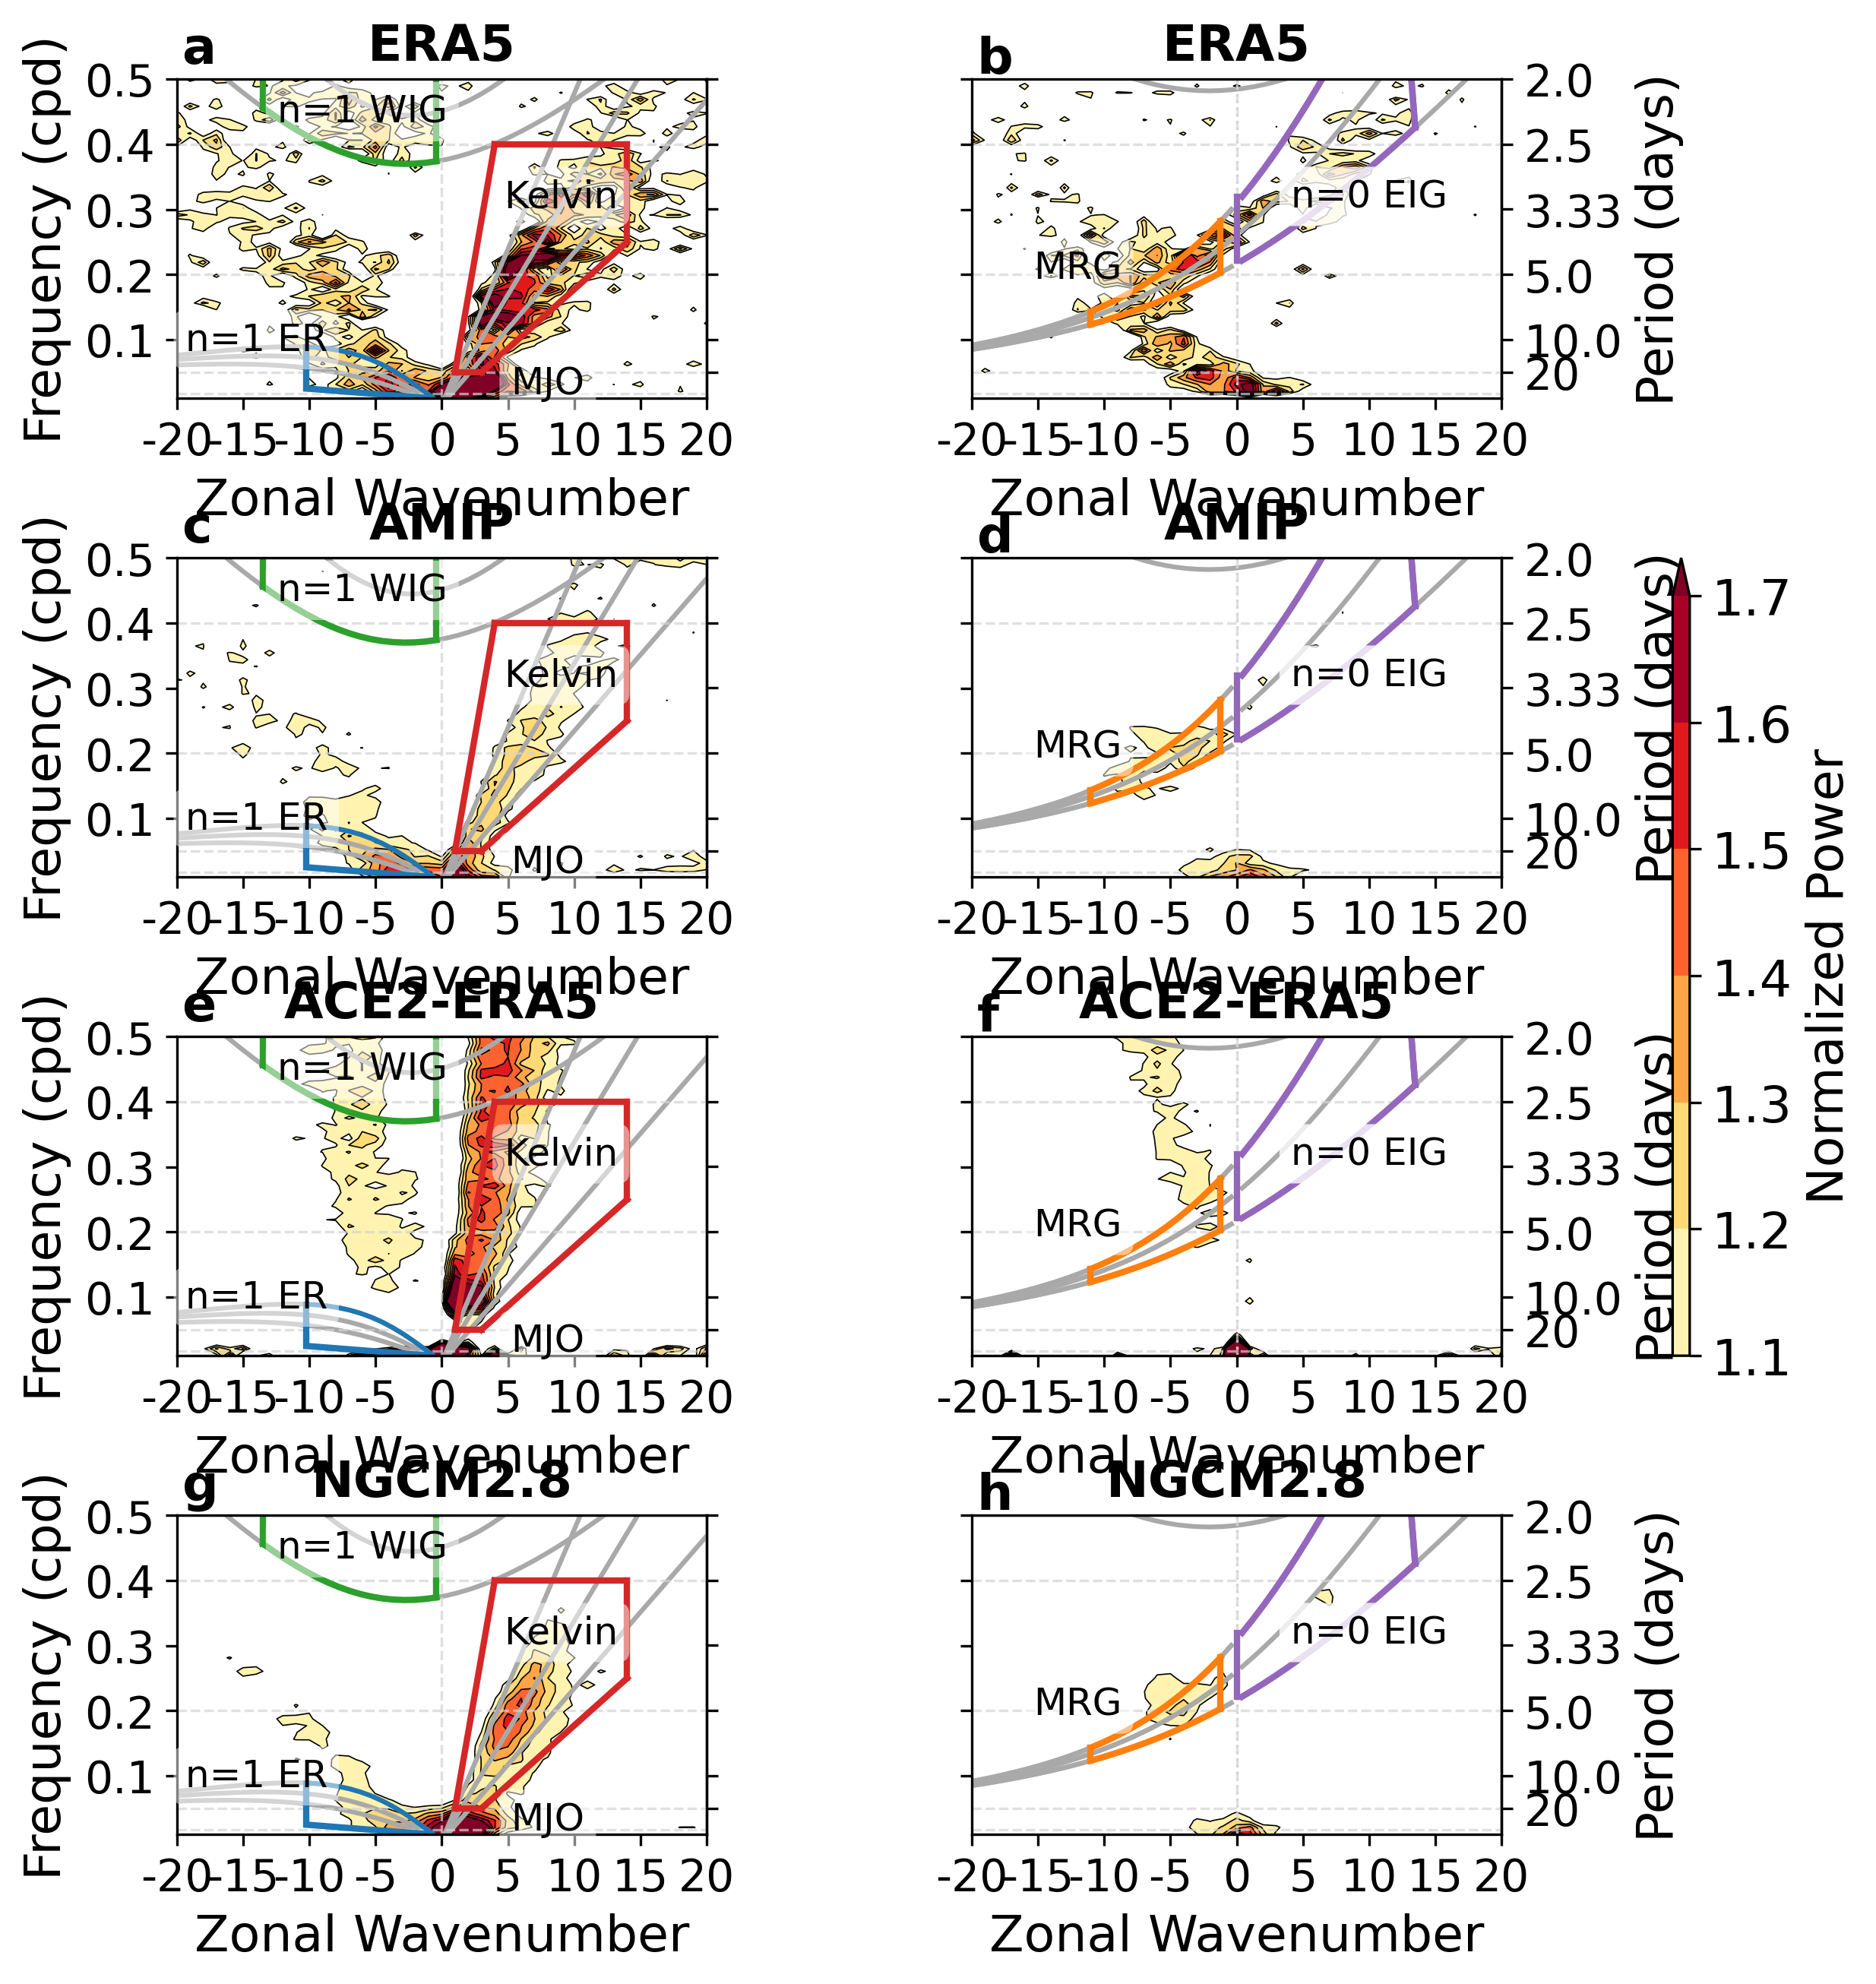 a ERA5
Frequency (cpd)
0.5
0.4
0.3
0.2
0.1
n=1 WIG
Kelvin
n=1 ER
MJO
-20 -15 -10 -5 0 5 10 15 20
Zonal Wavenumber
b ERA5
MRG
n=0 EIG
2.0
2.5
3.33
5.0
10.0
20
Period (days)
-20 -15 -10 -5 0 5 10 15 20
Zonal Wavenumber
c AMIP
Frequency (cpd)
0.5
0.4
0.3
0.2
0.1
n=1 WIG
Kelvin
n=1 ER
MJO
-20 -15 -10 -5 0 5 10 15 20
Zonal Wavenumber
d AMIP
MRG
n=0 EIG
2.0
2.5
3.33
5.0
10.0
20
Period (days)
-20 -15 -10 -5 0 5 10 15 20
Zonal Wavenumber
e ACE2-ERA5
Frequency (cpd)
0.5
0.4
0.3
0.2
0.1
n=1 WIG
Kelvin
n=1 ER
MJO
-20 -15 -10 -5 0 5 10 15 20
Zonal Wavenumber
f ACE2-ERA5
MRG
n=0 EIG
2.0
2.5
3.33
5.0
10.0
20
Period (days)
-20 -15 -10 -5 0 5 10 15 20
Zonal Wavenumber
g NGCM2.8
Frequency (cpd)
0.5
0.4
0.3
0.2
0.1
n=1 WIG
Kelvin
n=1 ER
MJO
-20 -15 -10 -5 0 5 10 15 20
Zonal Wavenumber
h NGCM2.8
MRG
n=0 EIG
2.0
2.5
3.33
5.0
10.0
20
Period (days)
-20 -15 -10 -5 0 5 10 15 20
Zonal Wavenumber
1.7
1.6
1.5
1.4
1.3
1.2
1.1
Normalized Power